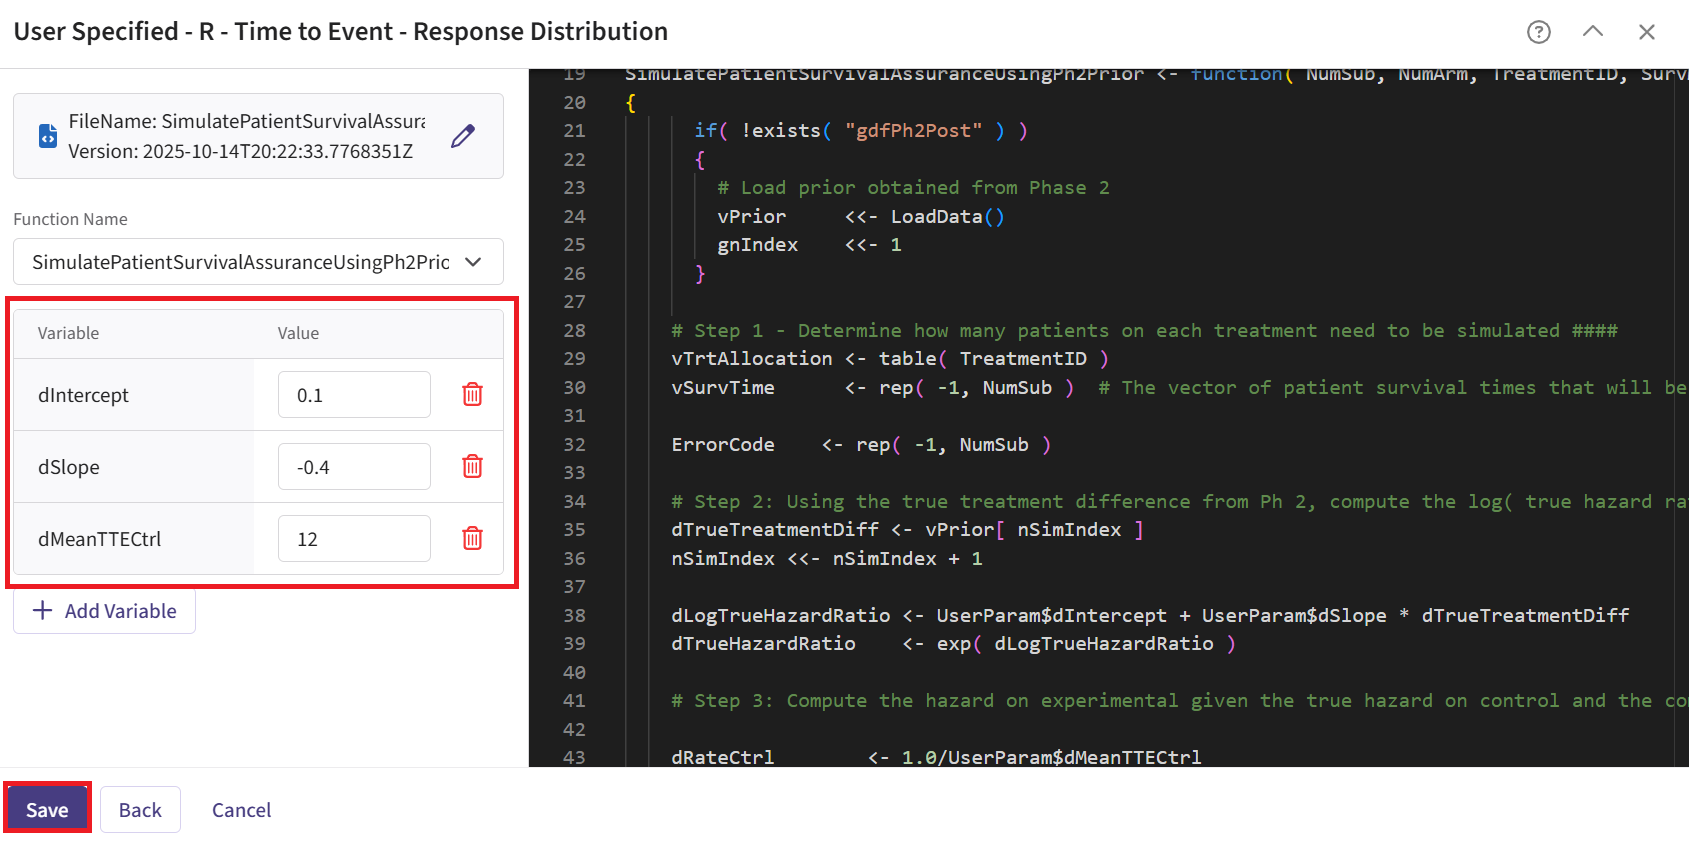 User Specified - R - Time to Event - Response Distribution
FileName: SimulatePatientSurvivalAssura
Version: 2025-10-14T20:22:33.7768351Z
Function Name
SimulatePatientSurvivalAssuranceUsingPh2Prio
Variable Value
dIntercept 0.1
dSlope -0.4
dMeanTTECtrl 12
+ Add Variable
Save Back Cancel
19 SimulatePatientSurvivalAssuranceUsingPh2Prior <- function( NumSub, NumArm, TreatmentID, Surv
20 {
21 if( !exists( "gdfPh2Post" ) )
22 {
23 # Load prior obtained from Phase 2
24 vPrior <<- LoadData()
25 gnIndex <<- 1
26 }
27
28 # Step 1 - Determine how many patients on each treatment need to be simulated ####
29 vTrtAllocation <- table( TreatmentID )
30 vSurvTime <- rep( -1, NumSub ) # The vector of patient survival times that will be
31
32 ErrorCode <- rep( -1, NumSub )
33
34 # Step 2: Using the true treatment difference from Ph 2, compute the log( true hazard ra
35 dTrueTreatmentDiff <- vPrior[ nSimIndex ]
36 nSimIndex <<- nSimIndex + 1
37
38 dLogTrueHazardRatio <- UserParam$dIntercept + UserParam$dSlope * dTrueTreatmentDiff
39 dTrueHazardRatio <- exp( dLogTrueHazardRatio )
40
41 # Step 3: Compute the hazard on experimental given the true hazard on control and the co
42
43 dRateCtrl <- 1.0/UserParam$dMeanTTECtrl